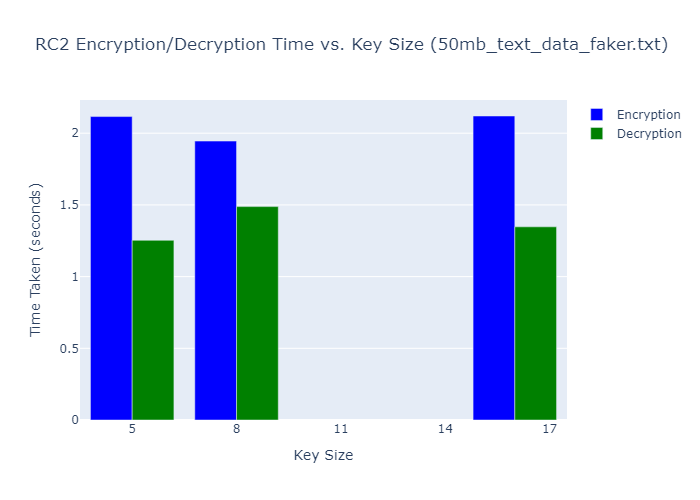 RC2 Encryption/Decryption Time vs. Key Size (50mb_text_data_faker.txt)
Encryption
Decryption
2
1.5
1
0.5
0
Time Taken (seconds)
5 8 11 14 17
Key Size